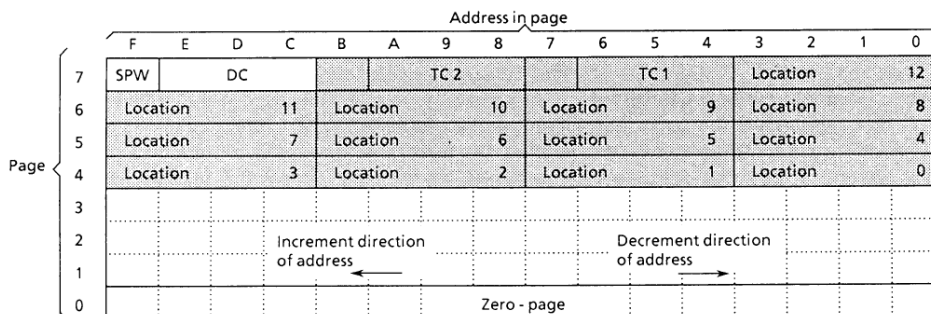 Address in page
F E D C B A 9 8 7 6 5 4 3 2 1 0
7 SPW DC TC 2 TC 1 Location 12
6 Location 11 Location 10 Location 9 Location 8
5 Location 7 Location 6 Location 5 Location 4
Page 4 Location 3 Location 2 Location 1 Location 0
3
2 Increment direction of address Decrement direction of address
1
0 Zero - page